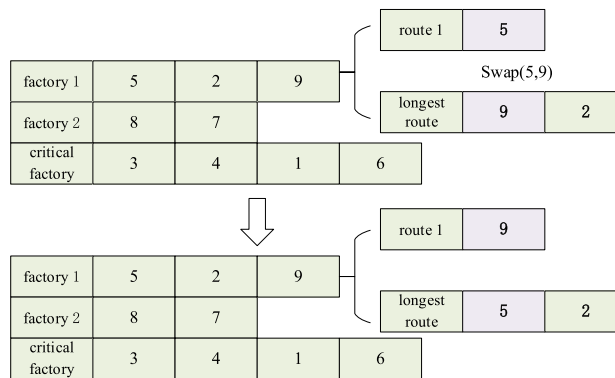 route 1 5
Swap(5,9)
factory 1 5 2 9
longest
route 9 2
factory 2 8 7
critical
factory 3 4 1 6
route 1 9
factory 1 5 2 9
longest
route 5 2
factory 2 8 7
critical
factory 3 4 1 6